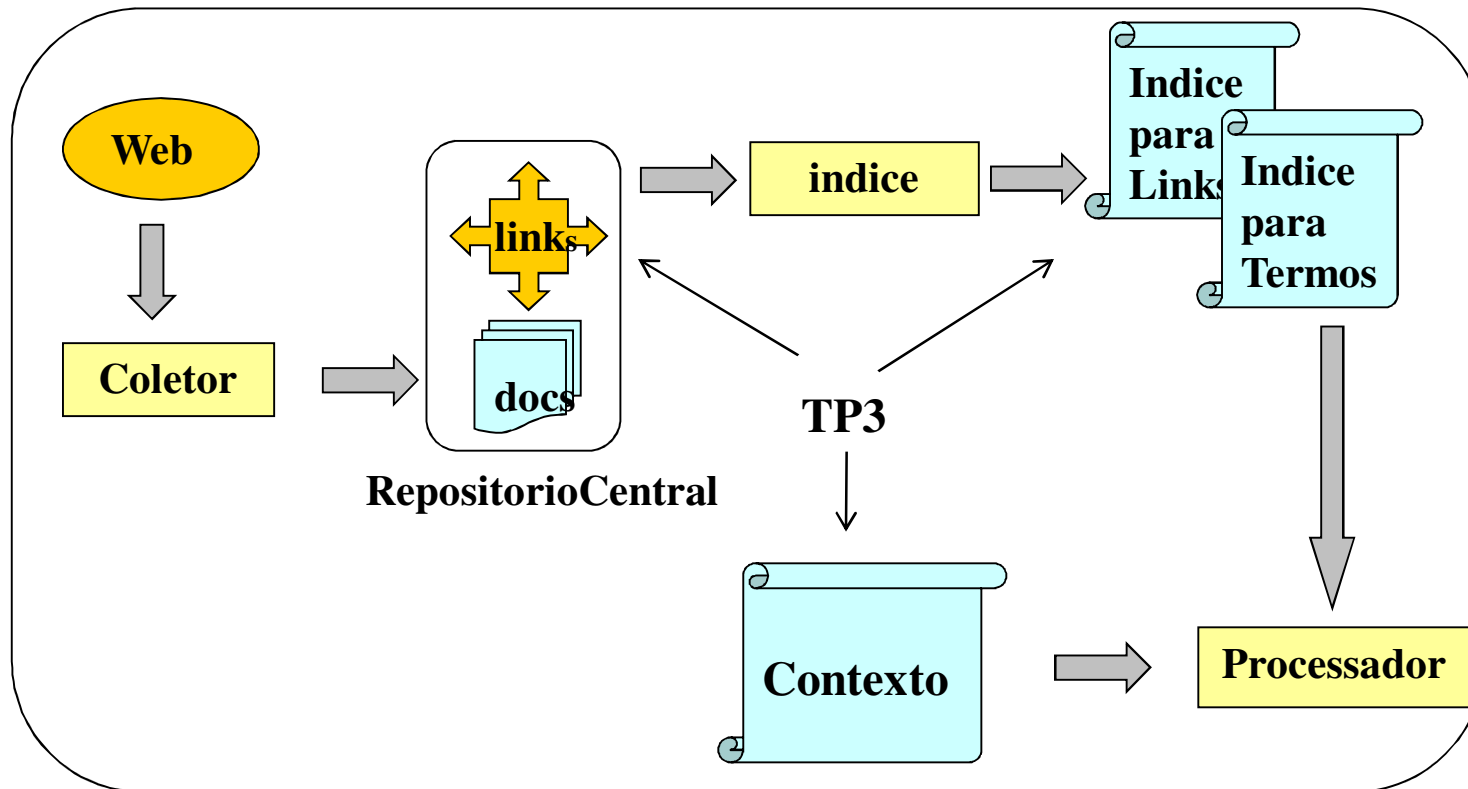 Web
Coletor
links
docs
RepositorioCentral
indice
Indice
para
Links
Indice
para
Termos
TP3
Contexto
Processador